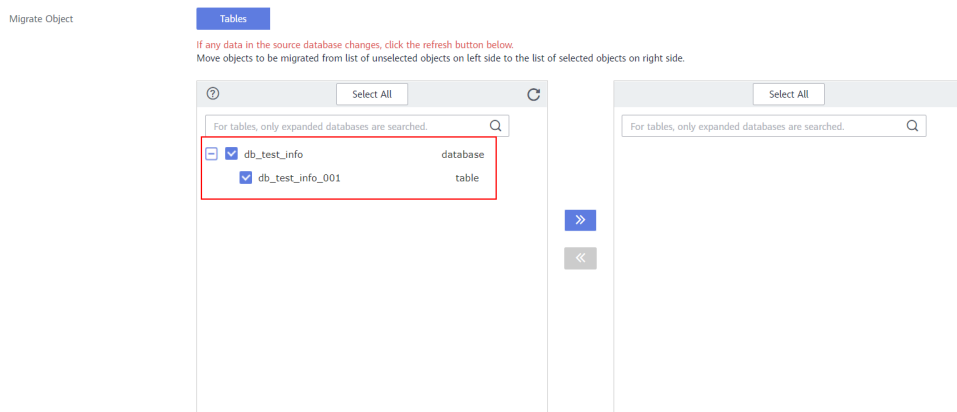 Migrate Object
Tables
If any data in the source database changes, click the refresh button below.
Move objects to be migrated from list of unselected objects on left side to the list of selected objects on right side.
Select All
Select All
For tables, only expanded databases are searched.
For tables, only expanded databases are searched.
db_test_info database
db_test_info_001 table